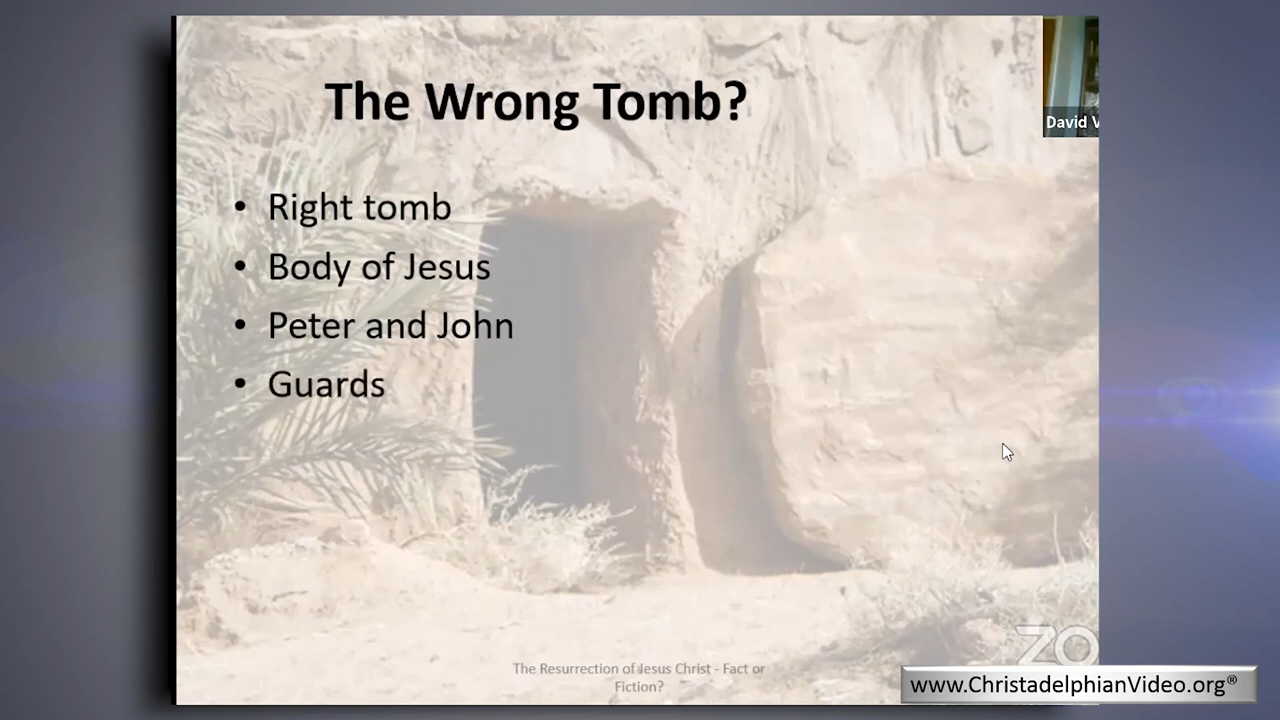 The Wrong Tomb?
David V
• Right tomb
• Body of Jesus
• Peter and John
• Guards
ZO
The Resurrection of Jesus Christ - Fact or
Fiction?
www.ChristadelphianVideo.org®